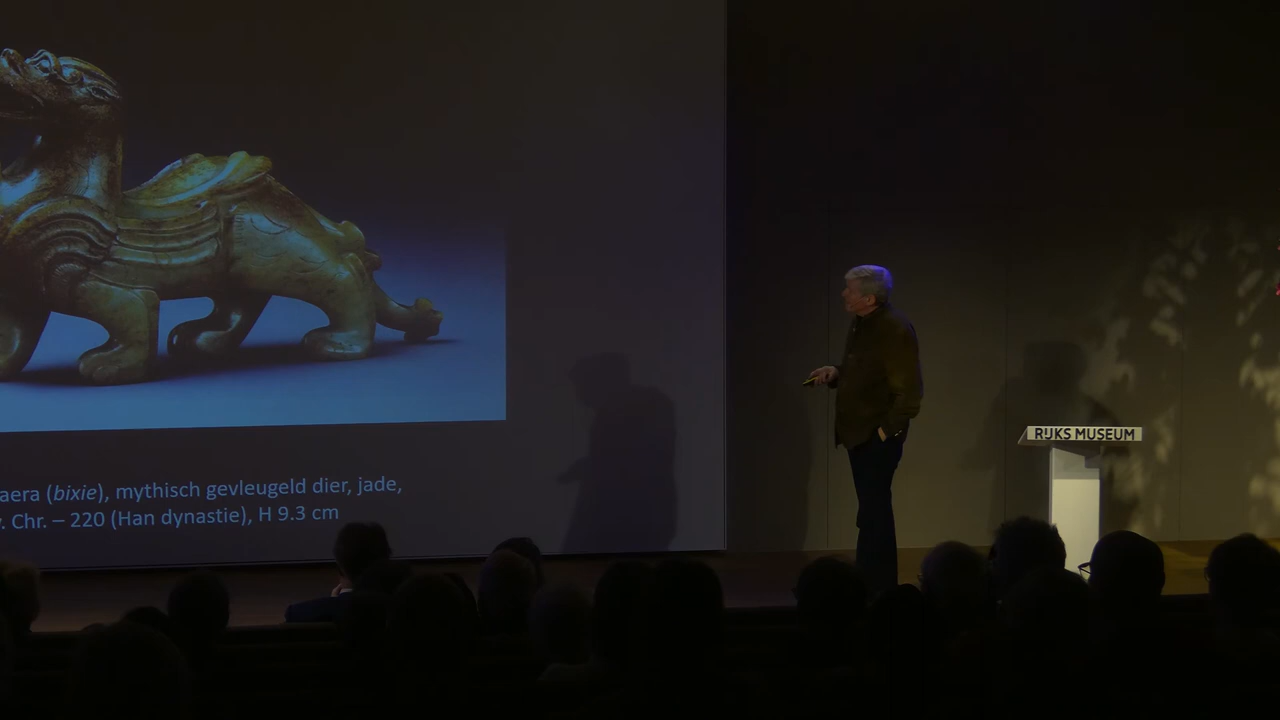 aera (bixie), mythisch gevleugeld dier, jade,
v. Chr. – 220 (Han dynastie), H 9.3 cm
RIJKS MUSEUM